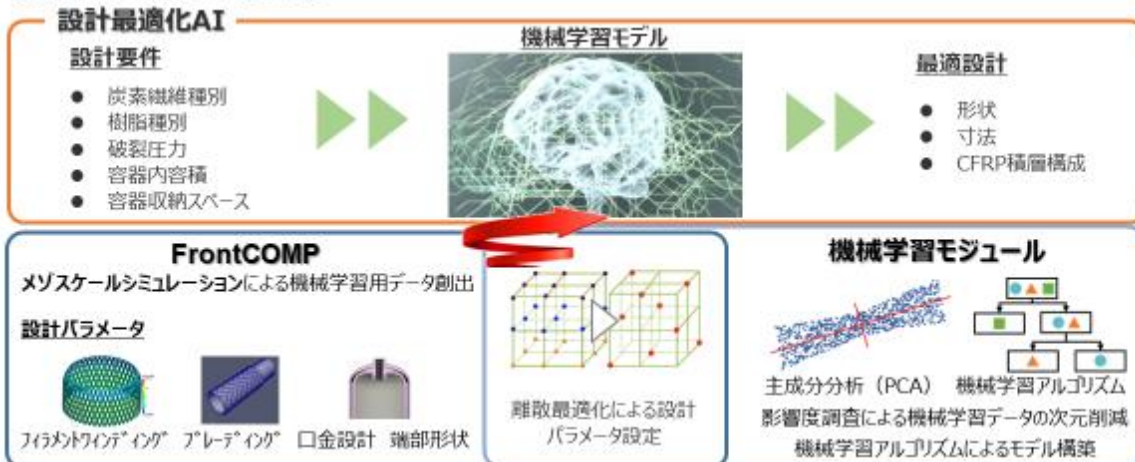 設計最適化AI
設計要件
● 炭素繊維種別
● 樹脂種別
● 破裂圧力
● 容器内容積
● 容器収納スペース
機械学習モデル
最適設計
● 形状
● 寸法
● CFRP積層構成
FrontCOMP
メゾスケールシミュレーションによる機械学習用データ創出
設計パラメータ
フィラメントワインディング
ブレーディング
口金設計 端部形状
離散最適化による設計
パラメータ設定
機械学習モジュール
主成分分析（PCA）
機械学習アルゴリズム
影響度調査による機械学習データの次元削減
機械学習アルゴリズムによるモデル構築